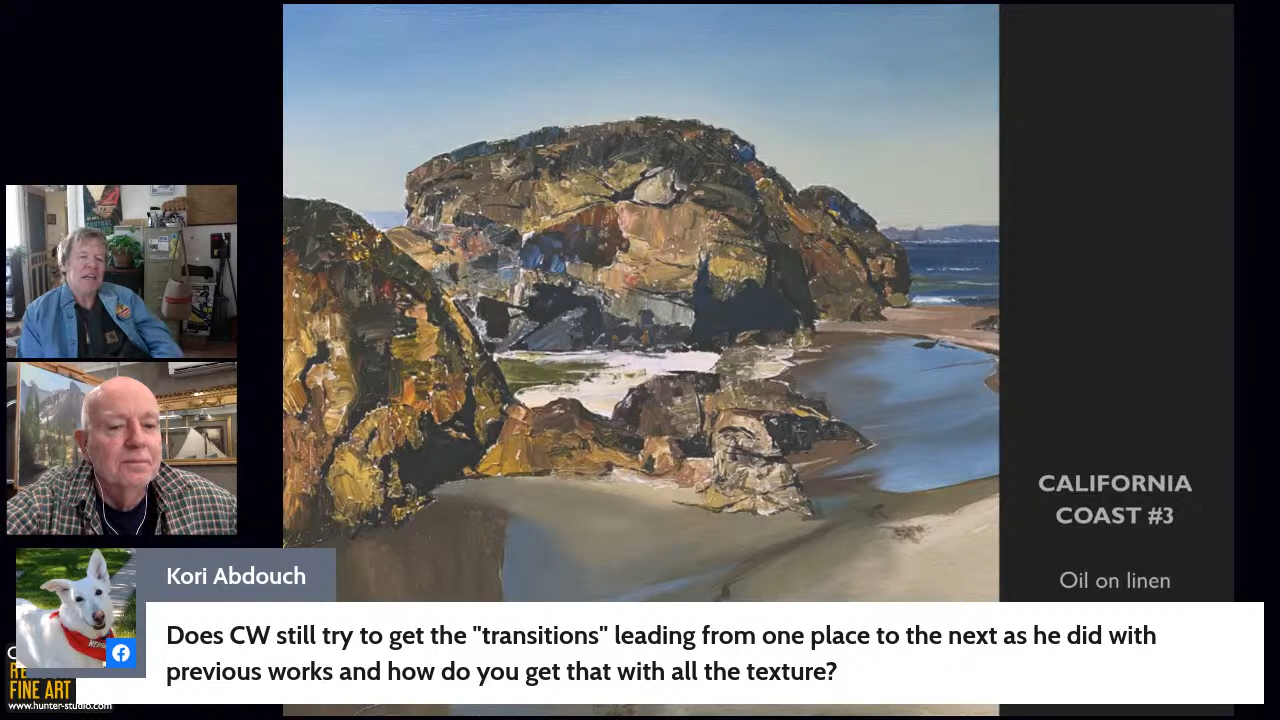 CALIFORNIA
COAST #3
Oil on linen
Kori Abdouch
Does CW still try to get the "transitions" leading from one place to the next as he did with
previous works and how do you get that with all the texture?
FINE ART
www.hunter-studio.com